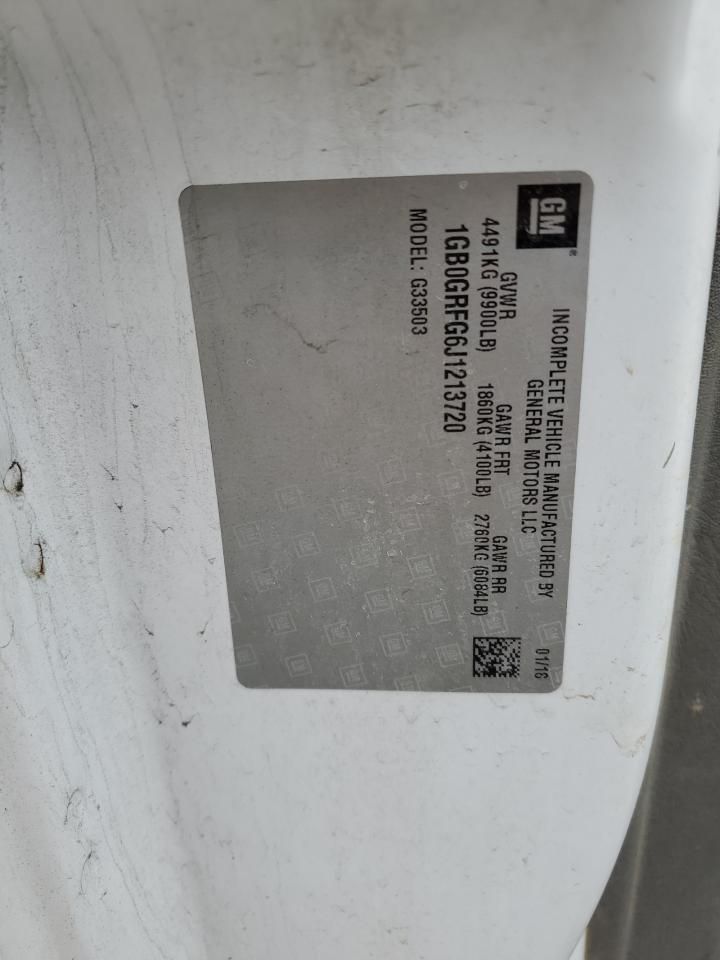 GM
INCOMPLETE VEHICLE MANUFACTURED BY
GENERAL MOTORS LLC
01/18
GVWR GAWR FRT GAWR RR
4491KG (9900LB) 1860KG (4100LB) 2760KG (6084LB)
1GB0GRFG6J1213720
MODEL: G33503